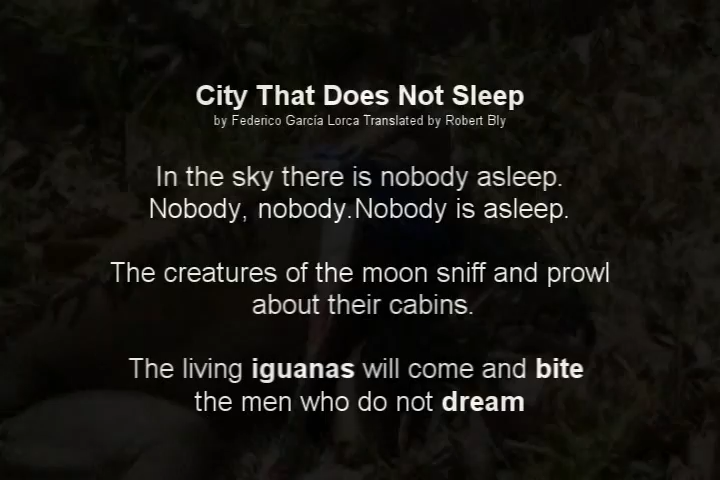 City That Does Not Sleep
by Federico García Lorca Translated by Robert Bly
In the sky there is nobody asleep.
Nobody, nobody.Nobody is asleep.
The creatures of the moon sniff and prowl
about their cabins.
The living iguanas will come and bite
the men who do not dream